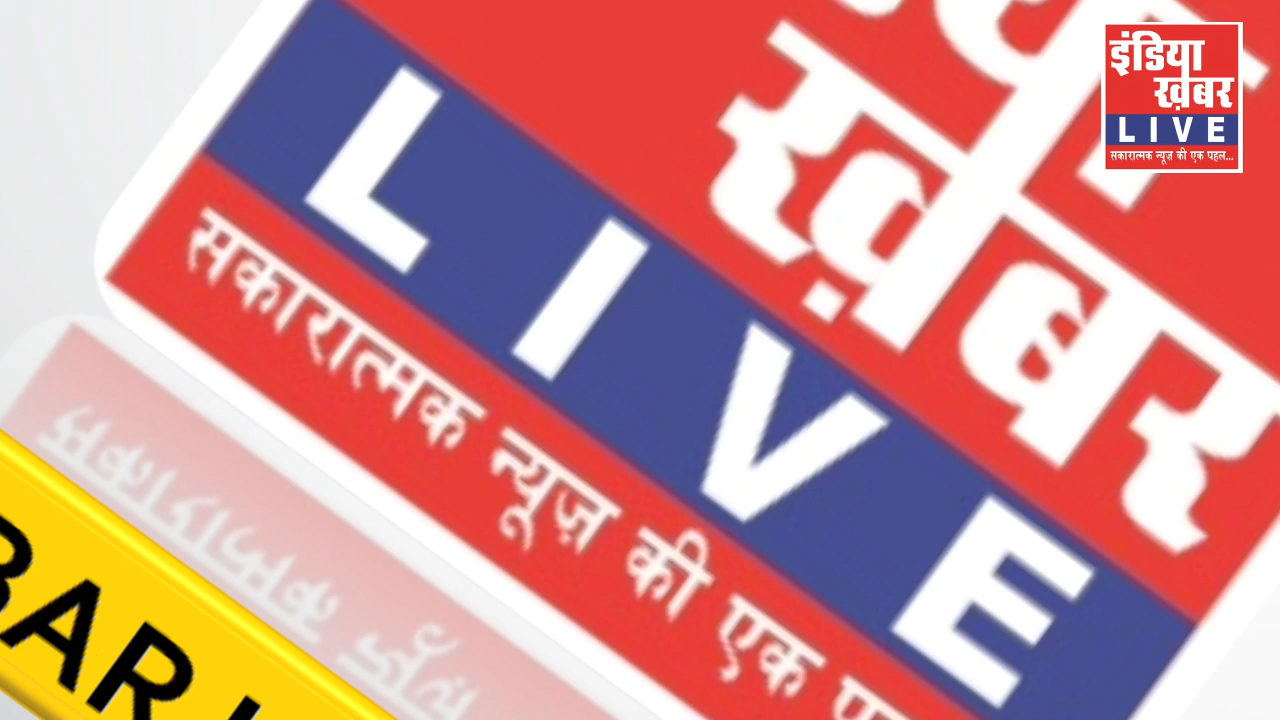 इंडिया
ख़बर
LIVE
सकारात्मक न्यूज़ की एक पहल...
ख़बर
LIVE
सकारात्मक न्यूज़ की एक
BAR